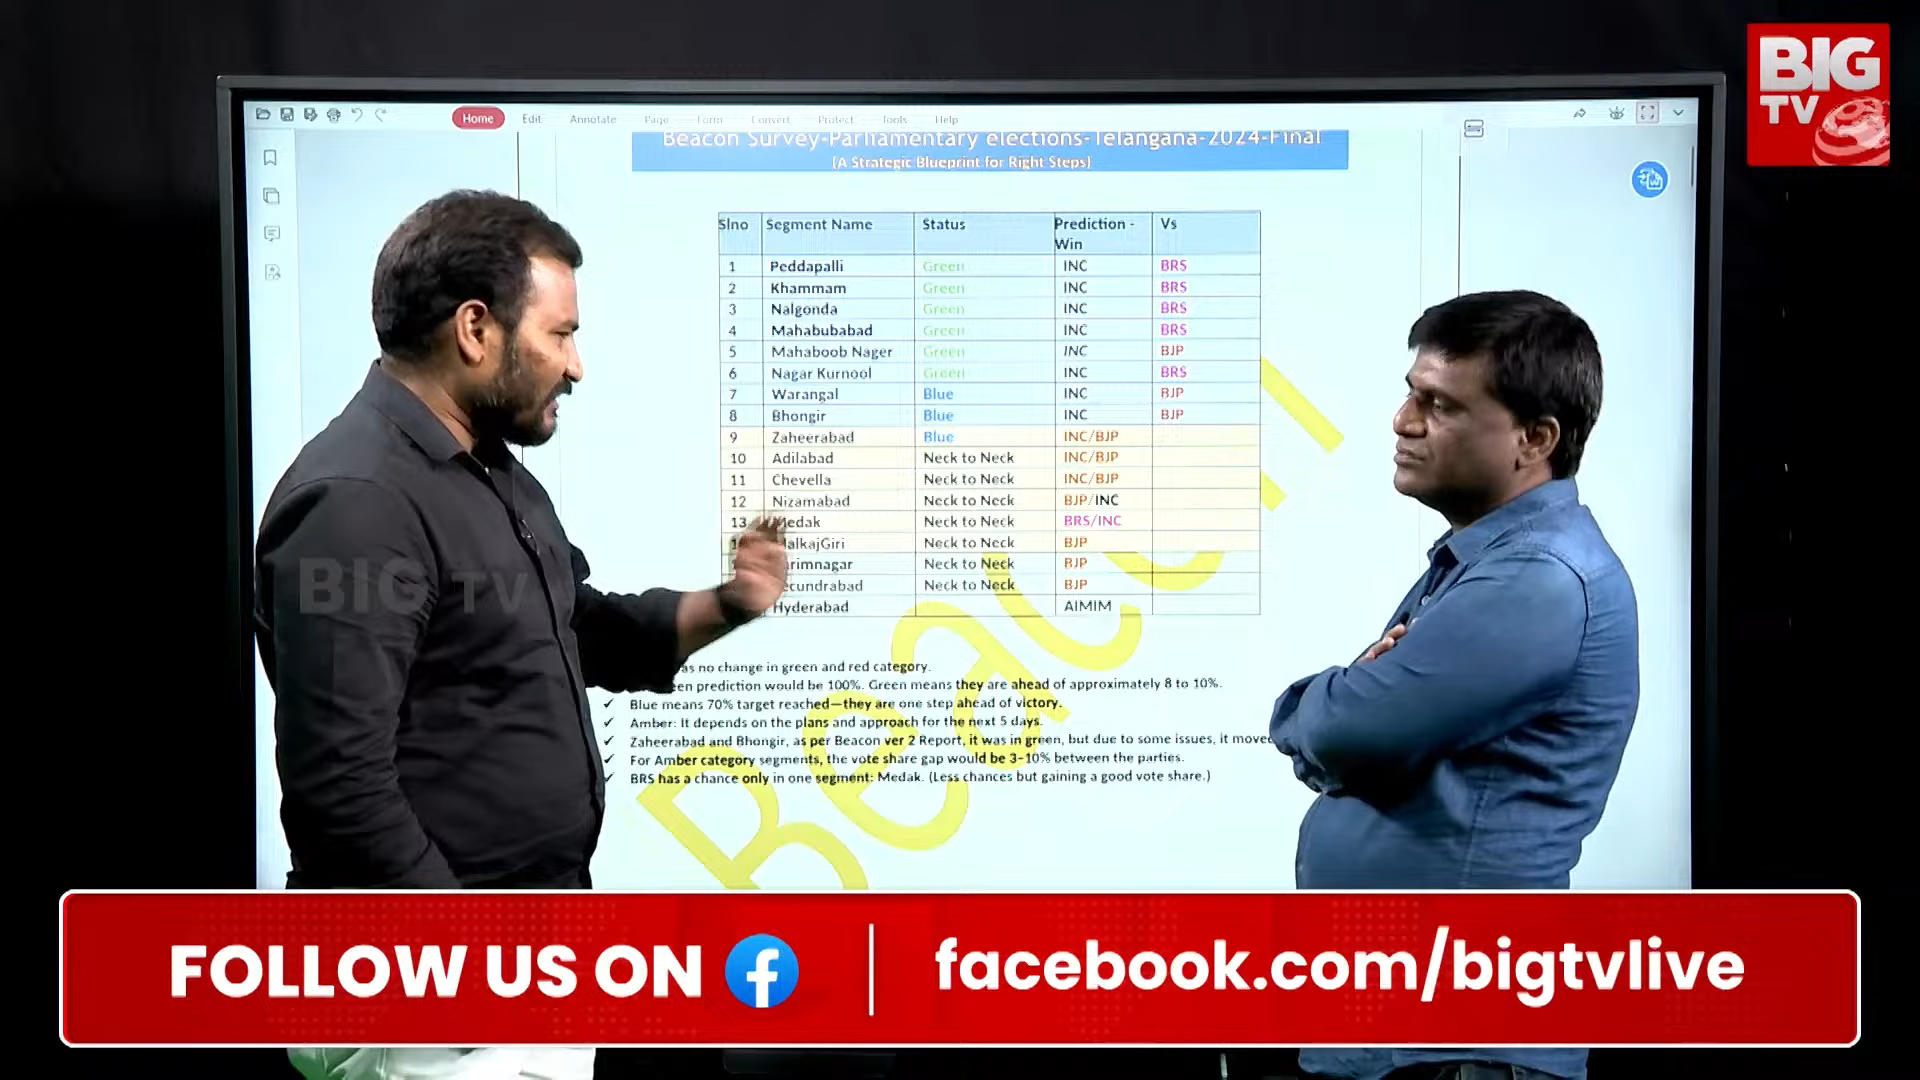 BIG
TV
Home Edit Annotate Page Form Convert Protect Tools Help
Beacon Survey-Parliamentary elections-Telangana-2024-Final
(A Strategic Blueprint for Right Steps)
Slno Segment Name Status Prediction - Win Vs
1 Peddapalli Green INC BRS
2 Khammam Green INC BRS
3 Nalgonda Green INC BRS
4 Mahabubabad Green INC BRS
5 Mahaboob Nager Green INC BJP
6 Nagar Kurnool Green INC BRS
7 Warangal Blue INC BJP
8 Bhongir Blue INC BJP
9 Zaheerabad Blue INC/BJP
10 Adilabad Neck to Neck INC/BJP
11 Chevella Neck to Neck INC/BJP
12 Nizamabad Neck to Neck BJP/INC
13 Medak Neck to Neck BRS/INC
alkajGiri Neck to Neck BJP
rimnagar Neck to Neck BJP
ecundrabad Neck to Neck BJP
Hyderabad AIMIM
as no change in green and red category.
en prediction would be 100%. Green means they are ahead of approximately 8 to 10%.
✓ Blue means 70% target reached—they are one step ahead of victory.
✓ Amber: It depends on the plans and approach for the next 5 days.
✓ Zaheerabad and Bhongir, as per Beacon ver 2 Report, it was in green, but due to some issues, it moved
✓ For Amber category segments, the vote share gap would be 3-10% between the parties.
✓ BRS has a chance only in one segment: Medak. (Less chances but gaining a good vote share.)
Beacon
BIG TV
FOLLOW US ON facebook.com/bigtvlive